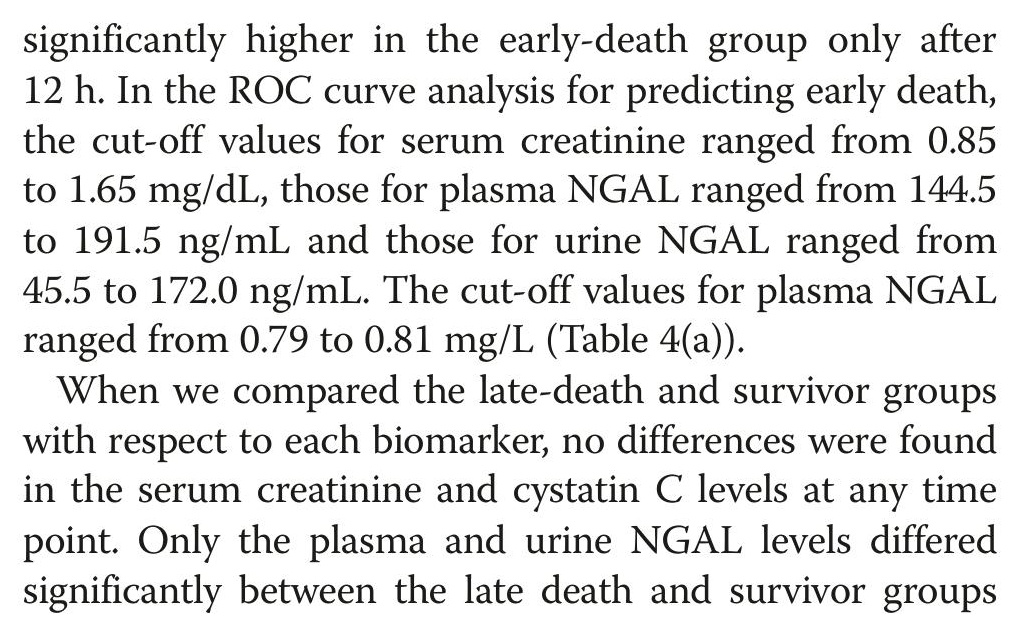 significantly higher in the early-death group only after
12 h. In the ROC curve analysis for predicting early death,
the cut-off values for serum creatinine ranged from 0.85
to 1.65 mg/dL, those for plasma NGAL ranged from 144.5
to 191.5 ng/mL and those for urine NGAL ranged from
45.5 to 172.0 ng/mL. The cut-off values for plasma NGAL
ranged from 0.79 to 0.81 mg/L (Table 4(a)).
When we compared the late-death and survivor groups
with respect to each biomarker, no differences were found
in the serum creatinine and cystatin C levels at any time
point. Only the plasma and urine NGAL levels differed
significantly between the late death and survivor groups